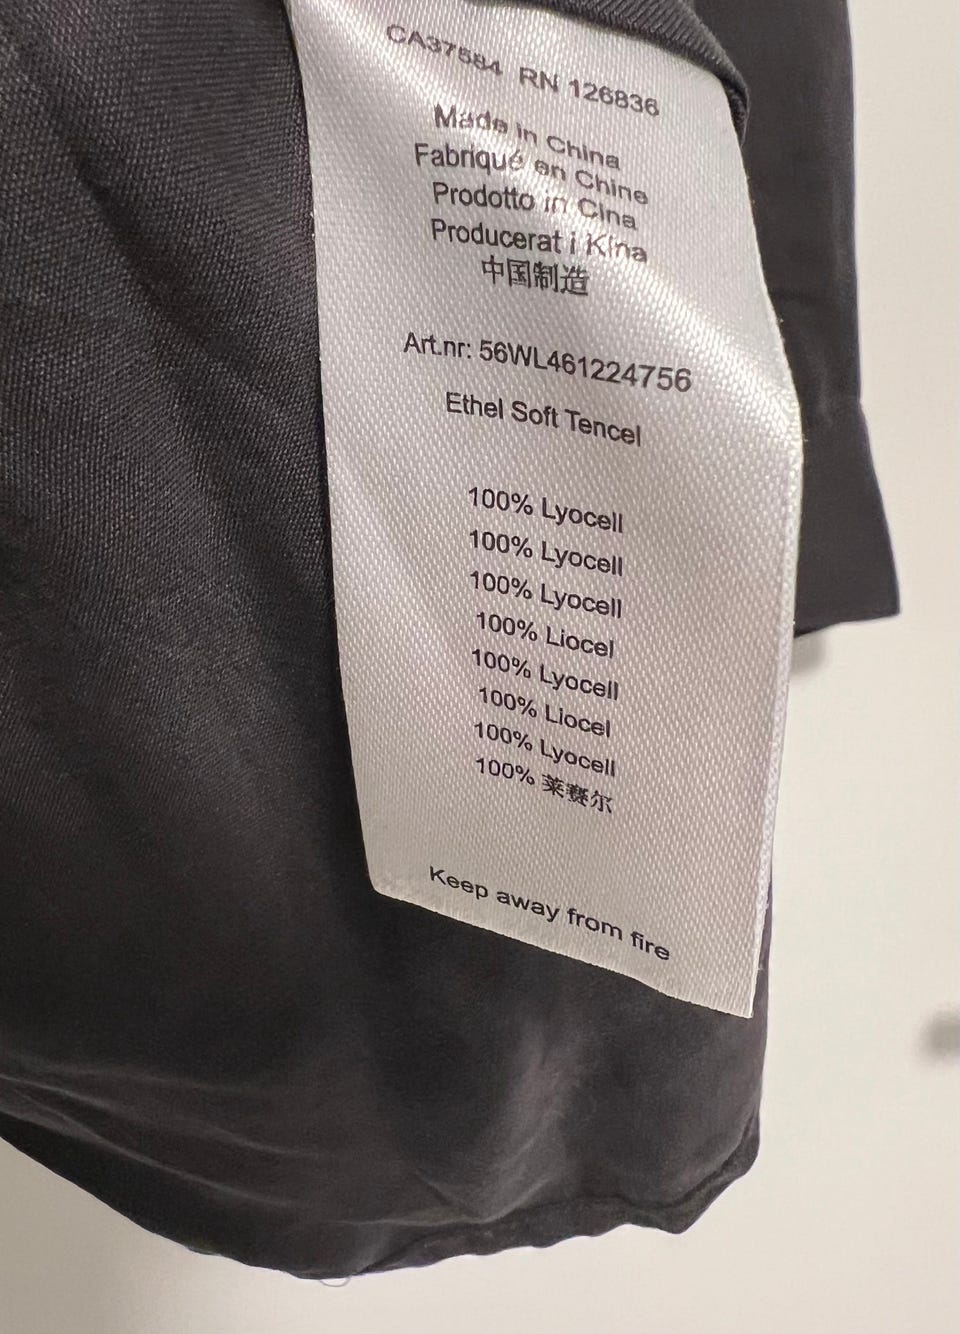 CA37584 RN 126836
Made in China
Fabriqué en Chine
Prodotto in Cina
Producerat i Kina
中国制造
Art.nr: 56WL461224756
Ethel Soft Tencel
100% Lyocell
100% Lyocell
100% Lyocell
100% Liocel
100% Lyocell
100% Liocel
100% Lyocell
100% 莱赛尔
Keep away from fire